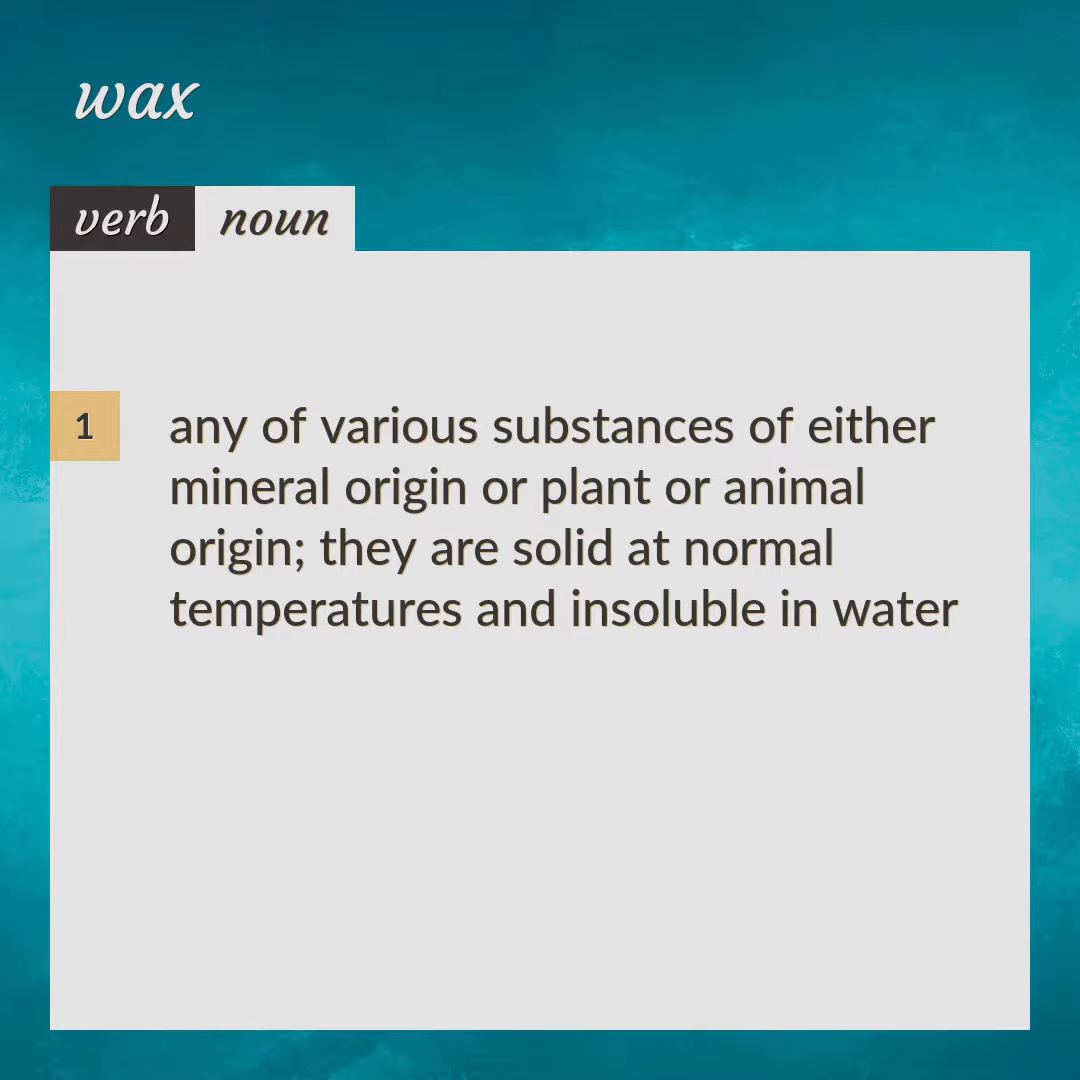 wax
verb noun
1 any of various substances of either
mineral origin or plant or animal
origin; they are solid at normal
temperatures and insoluble in water